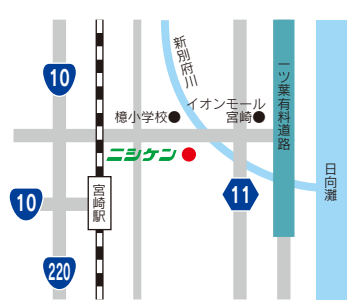 新別府川
10
イオンモール
宮崎
檍小学校
一ツ葉有料道路
ニシケン
日向灘
宮崎駅
10
11
220